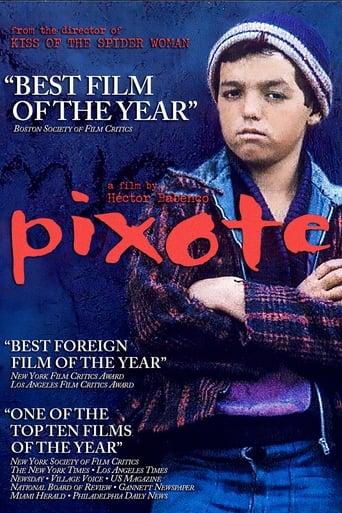 from the director of
KISS OF THE SPIDER WOMAN
“BEST FILM
OF THE YEAR”
BOSTON SOCIETY OF FILM CRITICS
a film by
Héctor Babenco
pixote
“BEST FOREIGN
FILM OF THE YEAR”
NEW YORK FILM CRITICS AWARD
LOS ANGELES FILM CRITICS AWARD
“ONE OF THE
TOP TEN FILMS
OF THE YEAR”
NEW YORK SOCIETY OF FILM CRITICS
THE NEW YORK TIMES • LOS ANGELES TIMES
NEWSDAY • VILLAGE VOICE • US MAGAZINE
NATIONAL BOARD OF REVIEW • GANNETT NEWSPAPER
MIAMI HERALD • PHILADELPHIA DAILY NEWS